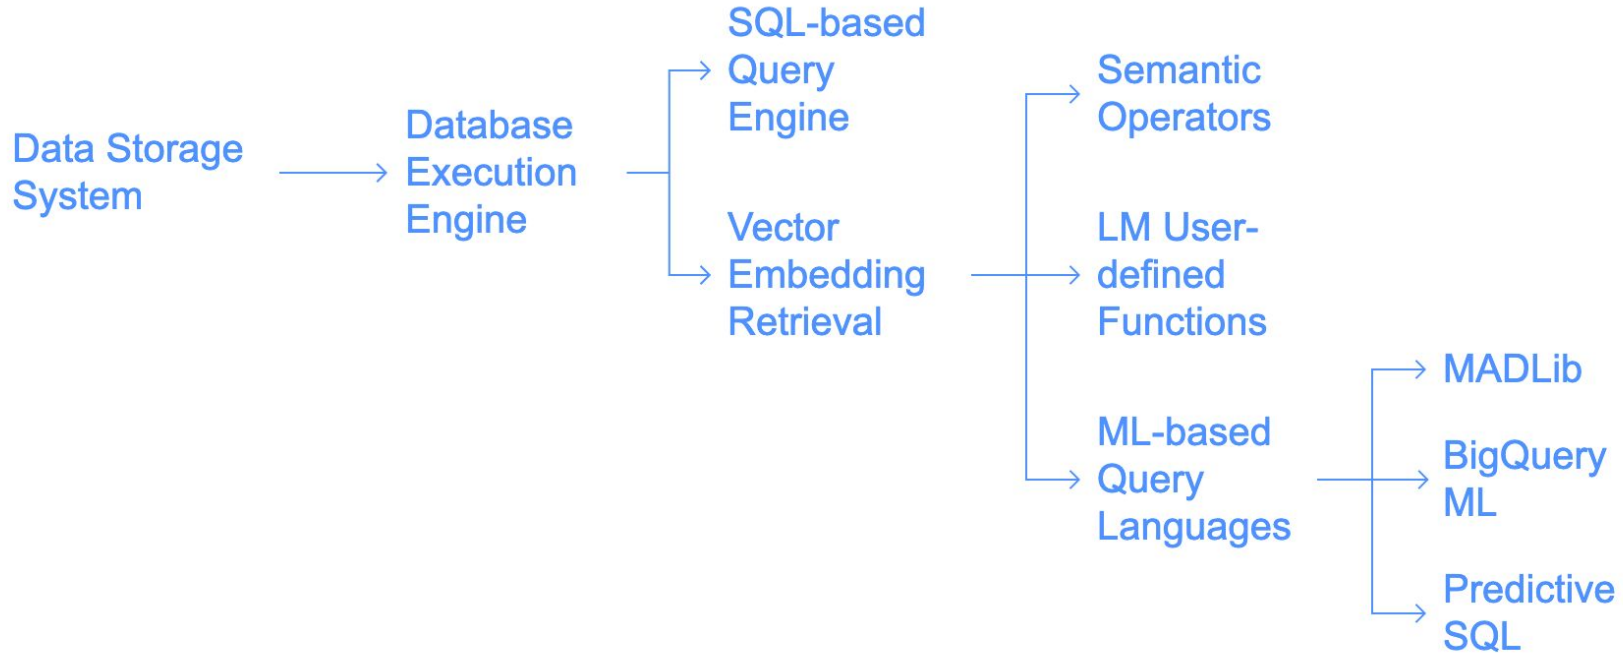 Data Storage
System
Database
Execution
Engine
SQL-based
Query
Engine
Vector
Embedding
Retrieval
Semantic
Operators
LM User-
defined
Functions
ML-based
Query
Languages
MADLib
BigQuery
ML
Predictive
SQL